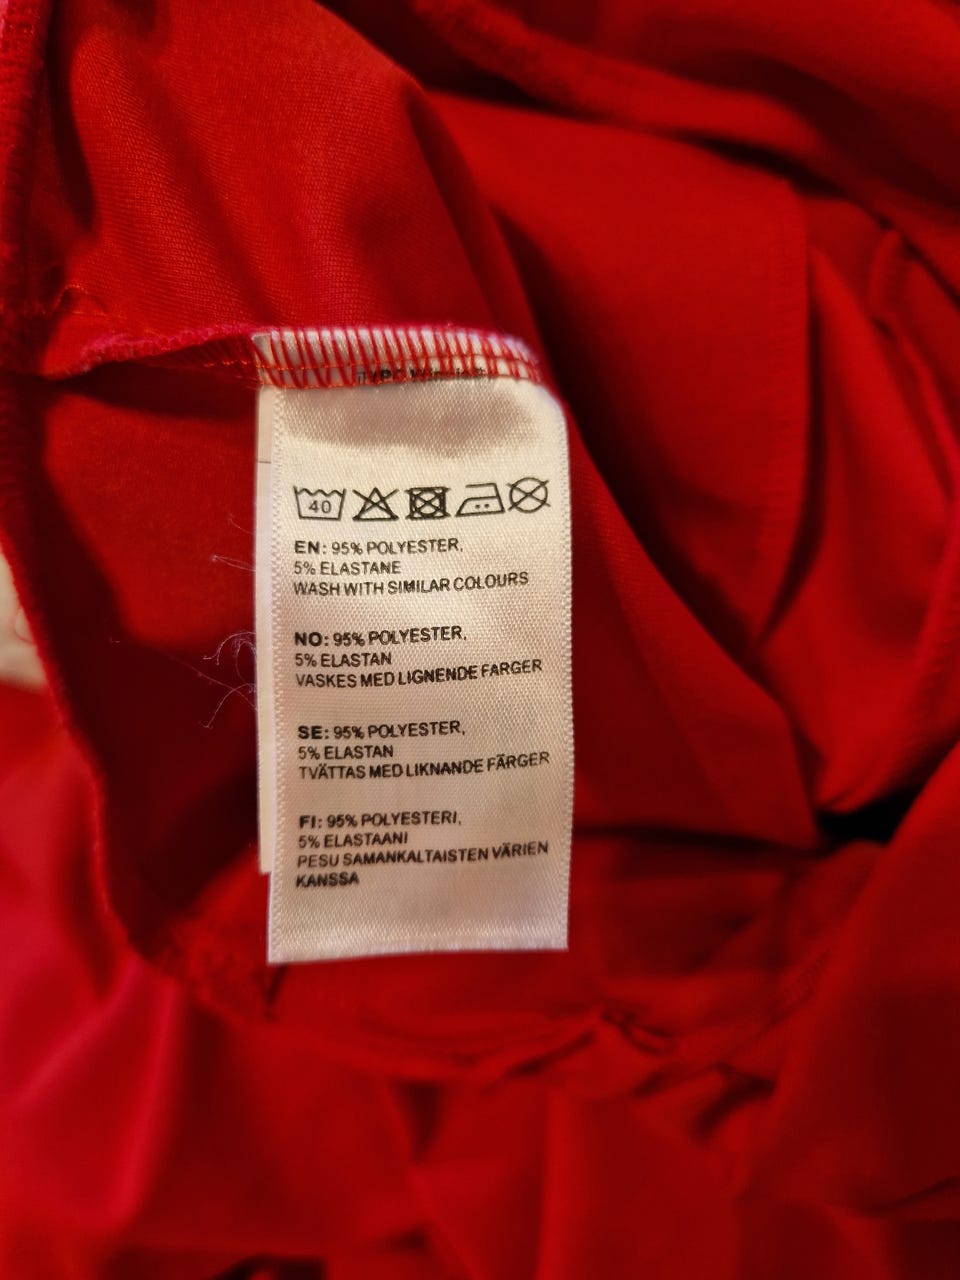 40
EN: 95% POLYESTER,
5% ELASTANE
WASH WITH SIMILAR COLOURS
NO: 95% POLYESTER,
5% ELASTAN
VASKES MED LIGNENDE FARGER
SE: 95% POLYESTER,
5% ELASTAN
TVÄTTAS MED LIKNANDE FÄRGER
FI: 95% POLYESTERI,
5% ELASTAANI
PESU SAMANKALTAISTEN VÄRIEN
KANSSA